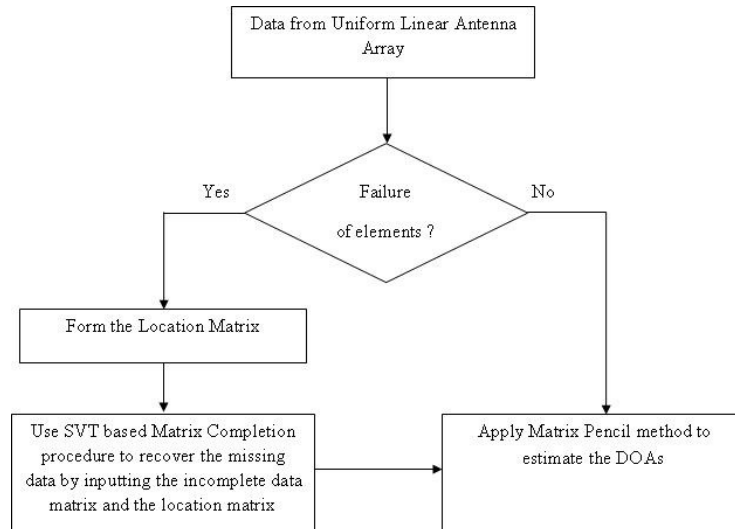 Data from Uniform Linear Antenna
Array
Yes
Failure
of elements ?
No
Form the Location Matrix
Use SVT based Matrix Completion
procedure to recover the missing
data by inputting the incomplete data
matrix and the location matrix
Apply Matrix Pencil method to
estimate the DOAs